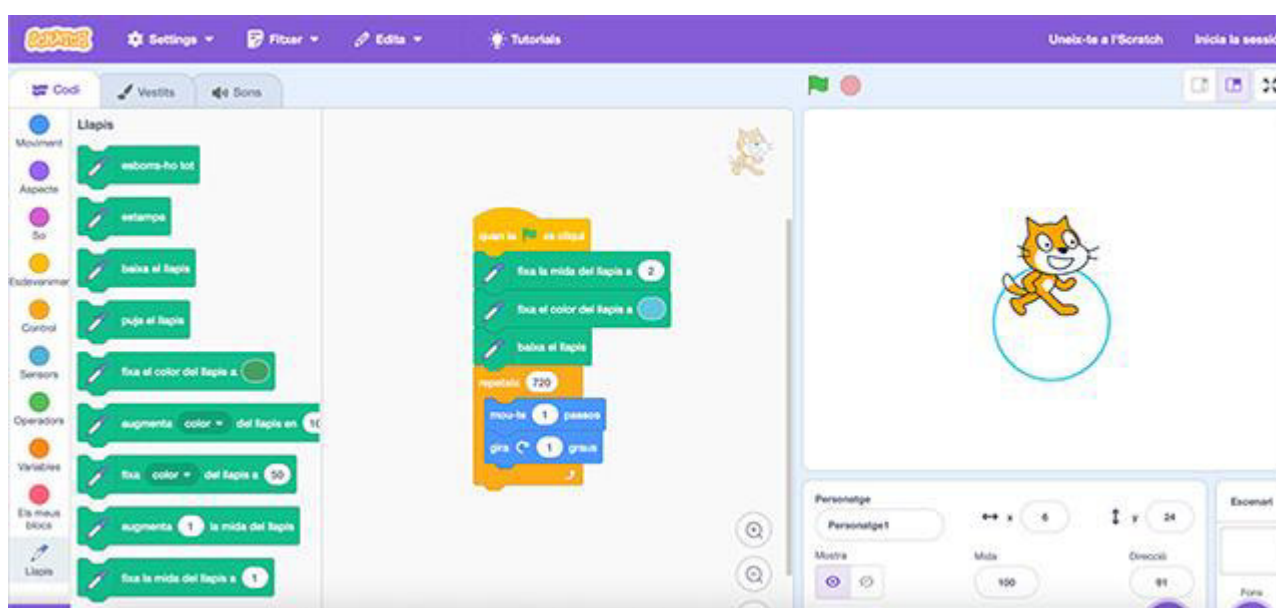 SCRATCH Settings Fitxer Edita Tutorials Uneix-te a l'Scratch Inicia la sessió
Codi Vestits Sons
Moviment
Aspecte
So
Esdeveniments
Control
Sensors
Operadors
Variables
Els meus
blocs
Llapis
Llapis
esborra-ho tot
estampa
baixa el llapis
puja el llapis
fixa el color del llapis a
augmenta color del llapis en 10
fixa color del llapis a 50
augmenta 1 la mida del llapis
fixa la mida del llapis a 1
quan la es cliqui
fixa la mida del llapis a 2
fixa el color del llapis a
baixa el llapis
repeteix 720
mou-te 1 passos
gira 1 graus
Personatge
Personatge1
x 6
y 24
Mostra
Mida
100
Direcció
91
Escenari
Fons